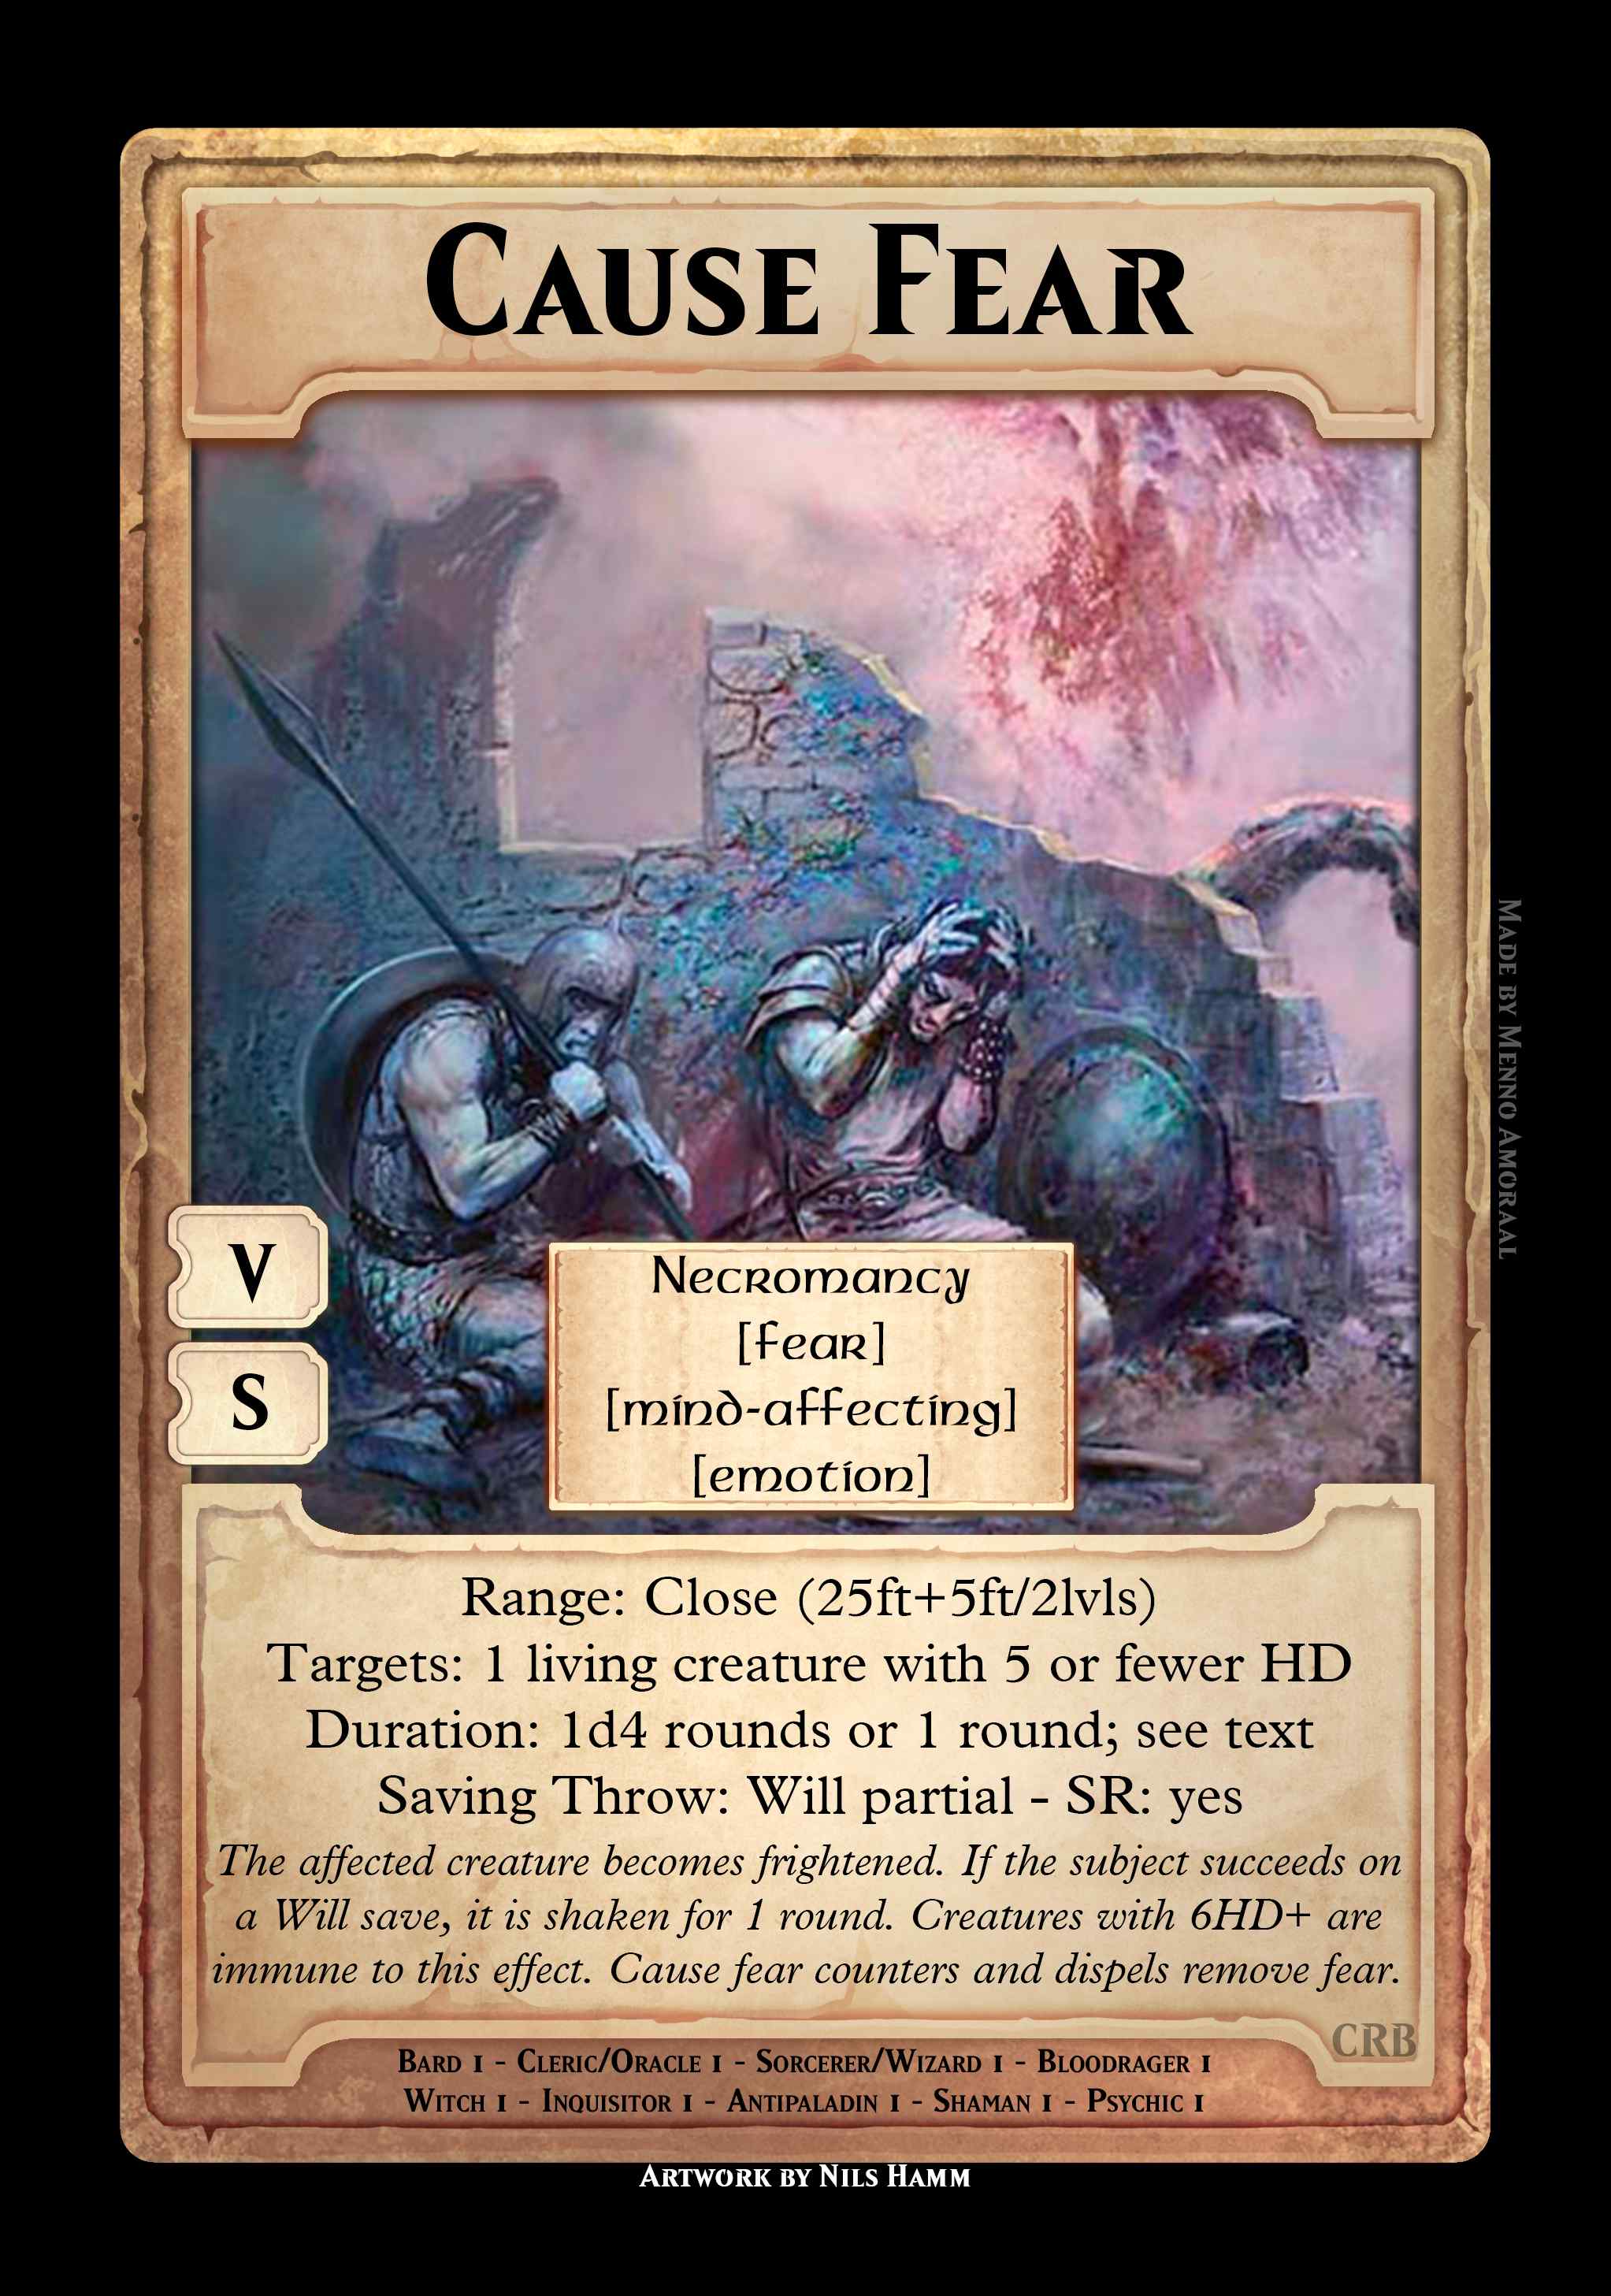 Cause Fear
V
S
Necromancy
[fear]
[mind-affecting]
[emotion]
Range: Close (25ft+5ft/2lvls)
Targets: 1 living creature with 5 or fewer HD
Duration: 1d4 rounds or 1 round; see text
Saving Throw: Will partial - SR: yes
The affected creature becomes frightened. If the subject succeeds on
a Will save, it is shaken for 1 round. Creatures with 6HD+ are
immune to this effect. Cause fear counters and dispels remove fear.
CRB
Bard 1 - Cleric/Oracle 1 - Sorcerer/Wizard 1 - Bloodrager 1
Witch 1 - Inquisitor 1 - Antipaladin 1 - Shaman 1 - Psychic 1
Artwork by Nils Hamm
Made by Menno Amoraal